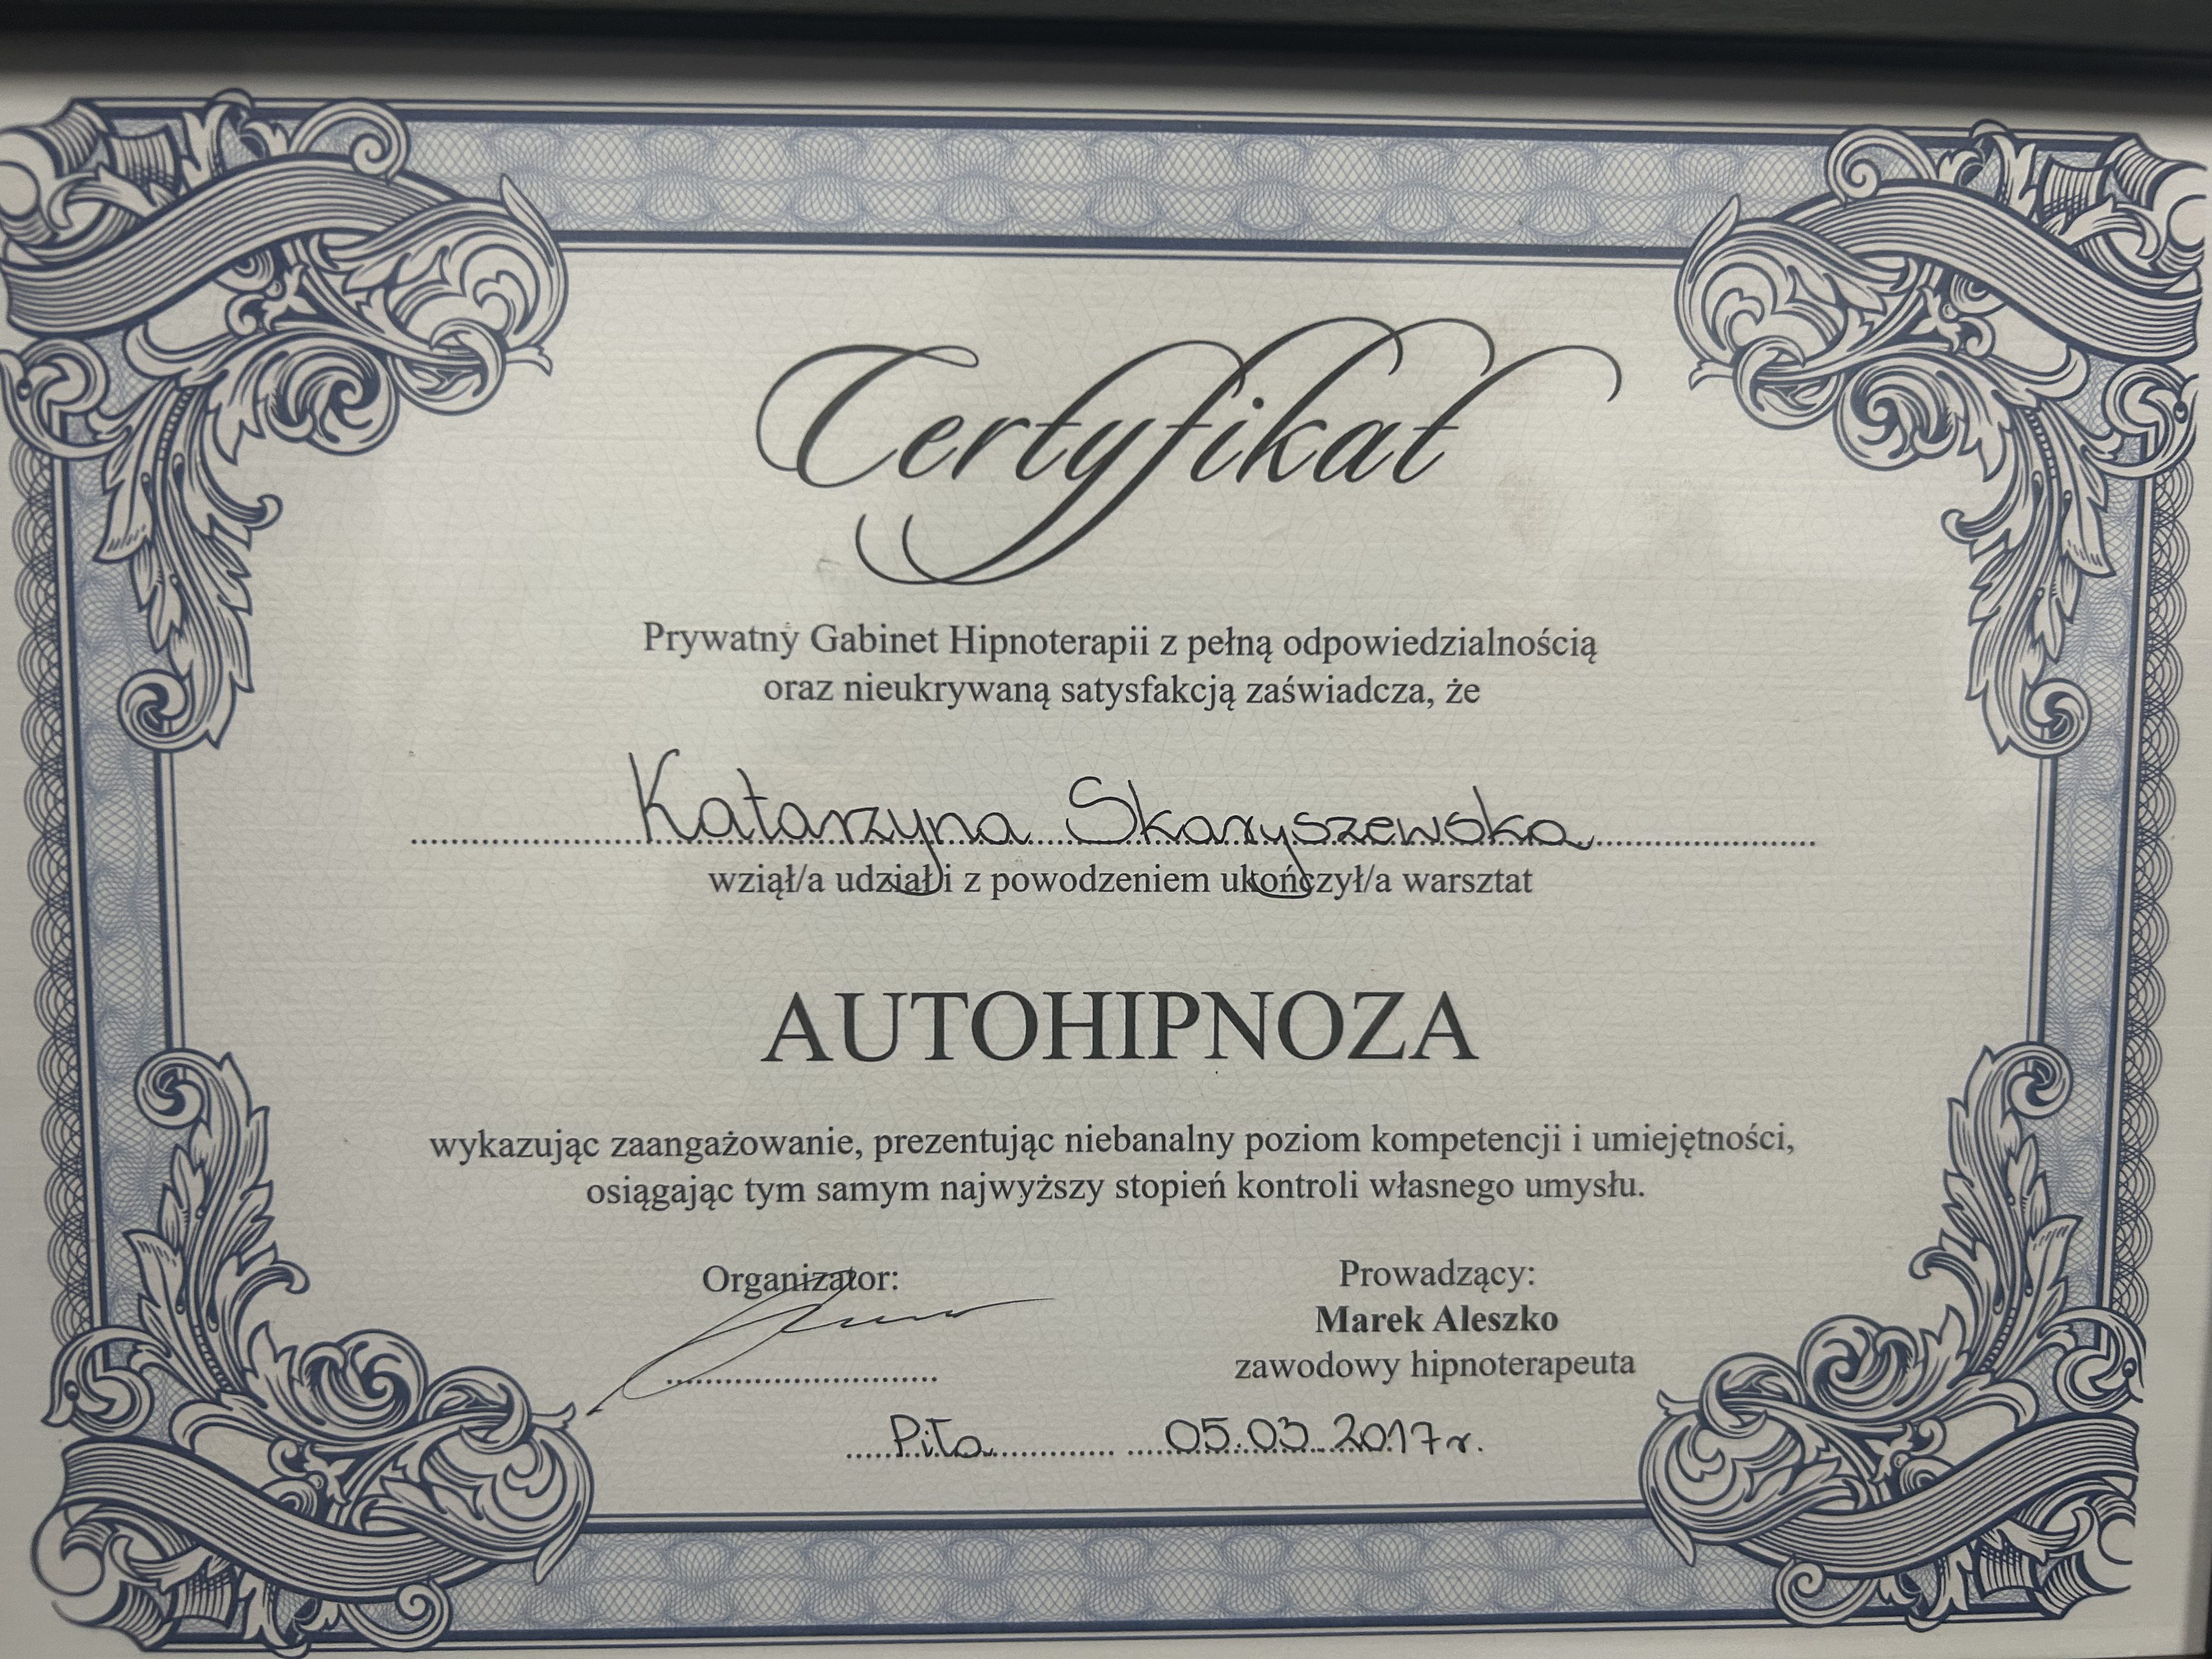 Certyfikat
Prywatny Gabinet Hipnoterapii z pełną odpowiedzialnością
oraz nieukrywaną satysfakcją zaświadcza, że
Katarzyna Skaryszewska
wziął/a udział i z powodzeniem ukończył/a warsztat
AUTOHIPNOZA
wykazując zaangażowanie, prezentując niebanalny poziom kompetencji i umiejętności,
osiągając tym samym najwyższy stopień kontroli własnego umysłu.
Organizator:
Prowadzący:
Marek Aleszko
zawodowy hipnoterapeuta
Piła 05.03.2017r.